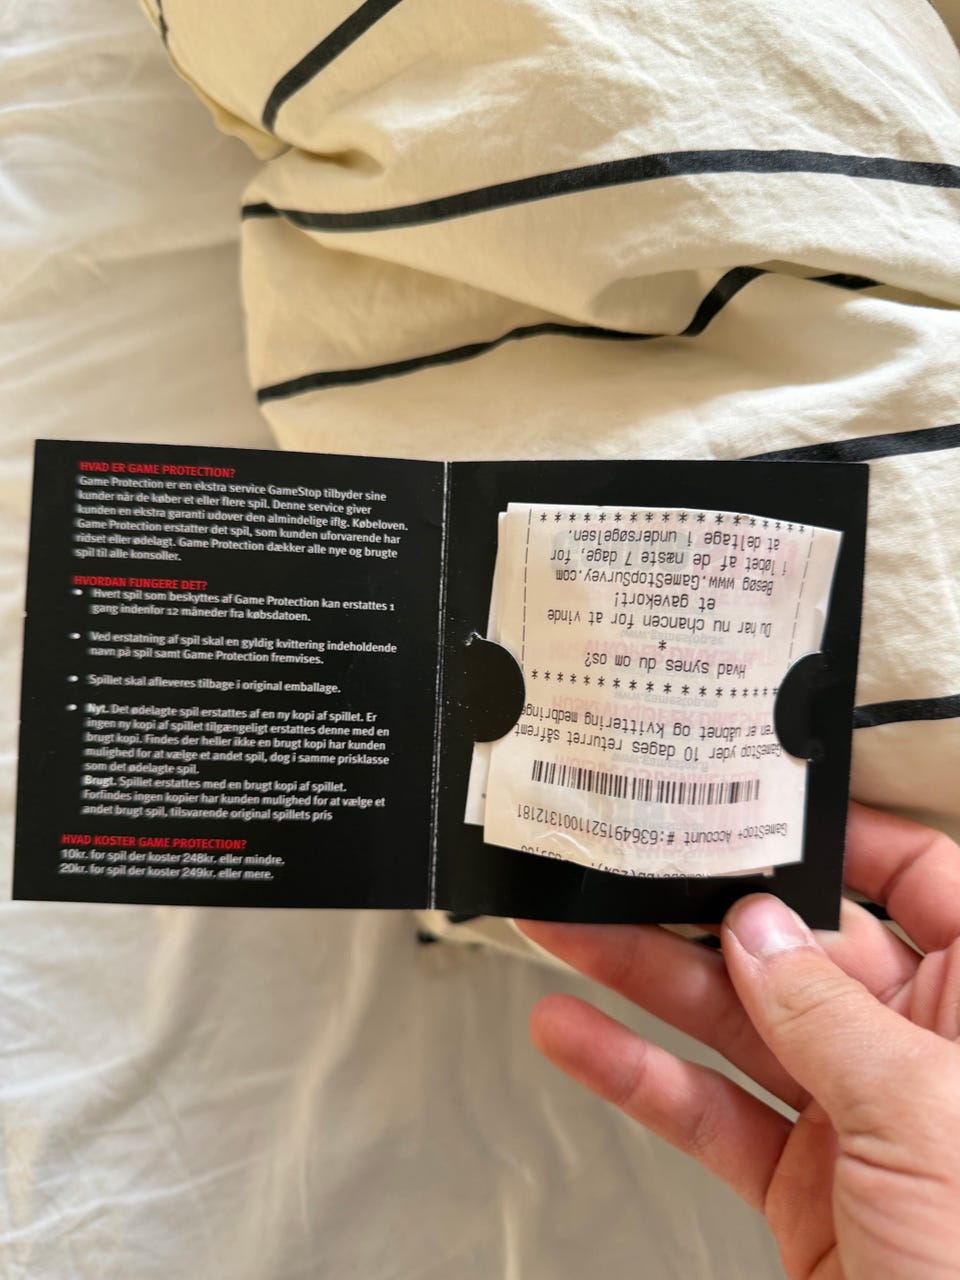 HVAD ER GAME PROTECTION?
Game Protection er en ekstra service GameStop tilbyder sine
kunder når de køber et eller flere spil. Denne service giver
kunden en ekstra garanti udover den almindelige iflg. Købeloven.
Game Protection erstatter det spil, som kunden uforvarende har
ridset eller ødelagt. Game Protection dækker alle nye og brugte
spil til alle konsoller.
HVORDAN FUNGERE DET?
• Hvert spil som beskyttes af Game Protection kan erstattes 1
gang indenfor 12 måneder fra købsdatoen.
• Ved erstatning af spil skal en gyldig kvittering indeholdende
navn på spil samt Game Protection fremvises.
• Spillet skal afleveres tilbage i original emballage.
• Nyt. Det ødelagte spil erstattes af en ny kopi af spillet. Er
ingen ny kopi af spillet tilgængeligt erstattes denne med en
brugt kopi. Findes der heller ikke en brugt kopi har kunden
mulighed for at vælge et andet spil, dog i samme prisklasse
som det ødelagte spil.
Brugt. Spillet erstattes med en brugt kopi af spillet.
Forfindes ingen kopier har kunden mulighed for at vælge et
andet brugt spil, tilsvarende original spillets pris
HVAD KOSTER GAME PROTECTION?
10kr. for spil der koster 248kr. eller mindre.
20kr. for spil der koster 249kr. eller mere.
GameStop+ Account #:6364915211001312181
GameStop yder 10 dages returret såfremt
er uåbnet og kvittering medbringe
* * * * * * * * * * * * * * *
Hvad synes du om os?
*
Du har nu chancen for at vinde
et gavekort!
Besøg www.GameStopSurvey.com
i løbet af de næste 7 dage, for
at deltage i undersøgelsen.
* * * * * * * * * * * * * * * *